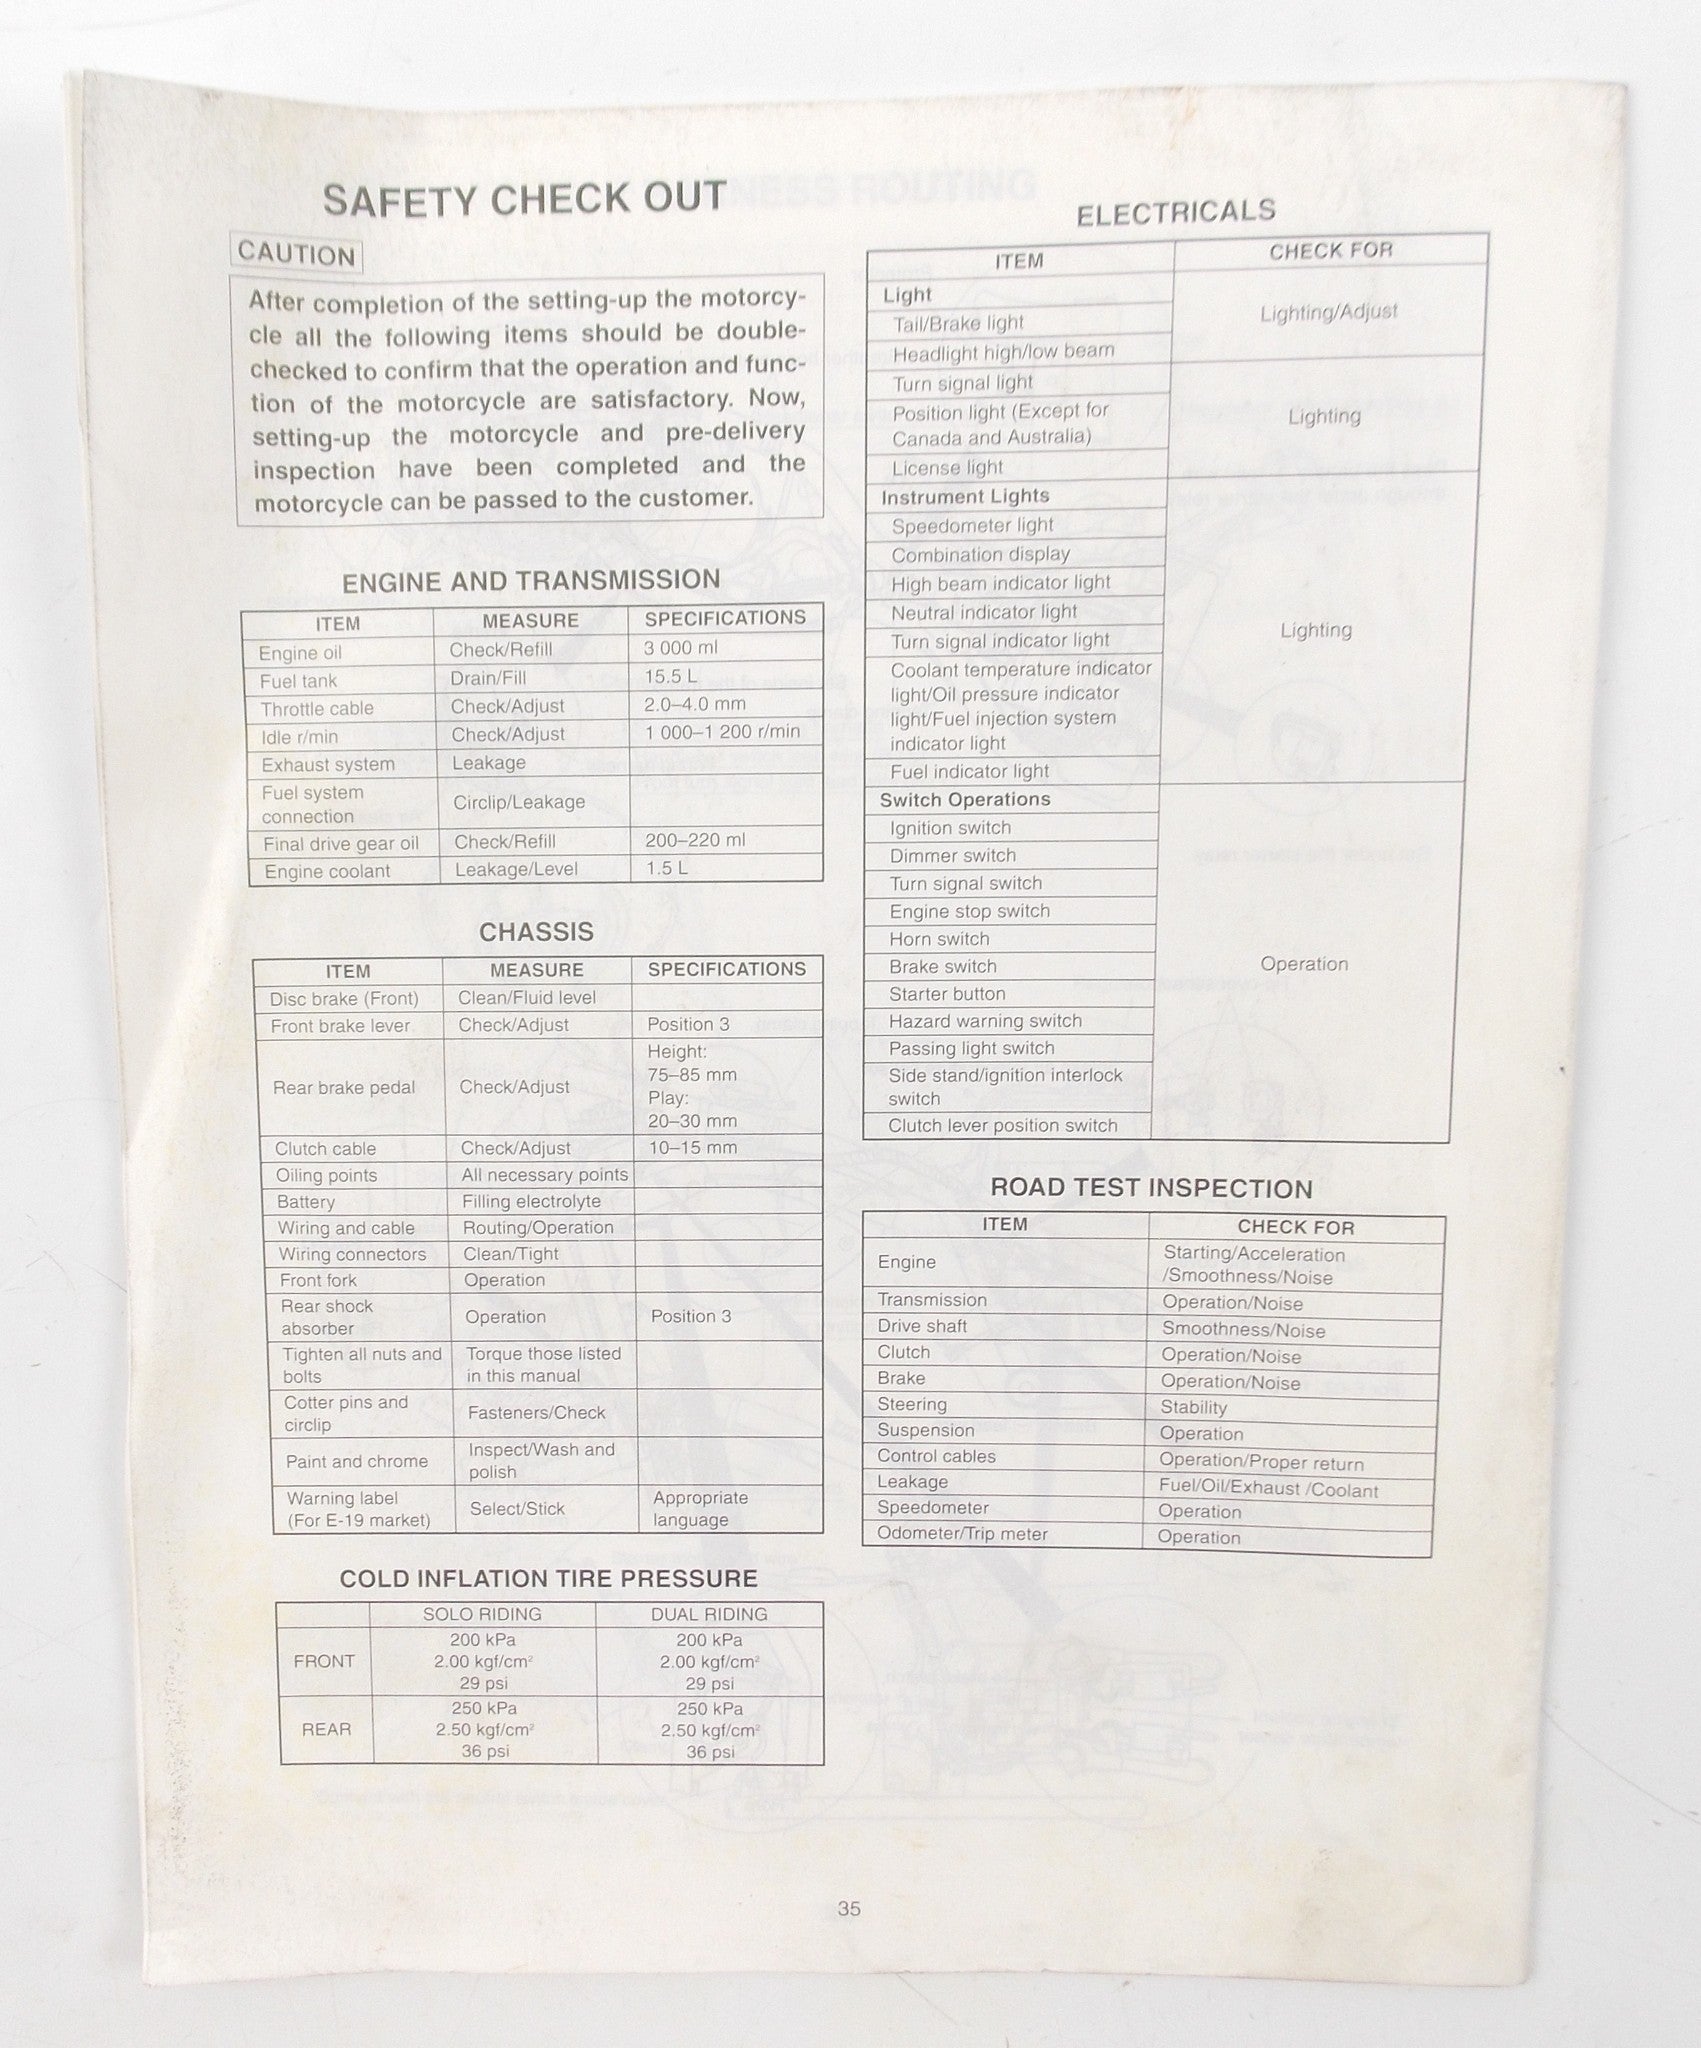 SAFETY CHECK OUT
CAUTION
After completion of the setting-up the motorcy-
cle all the following items should be double-
checked to confirm that the operation and func-
tion of the motorcycle are satisfactory. Now,
setting-up the motorcycle and pre-delivery
inspection have been completed and the
motorcycle can be passed to the customer.
ENGINE AND TRANSMISSION
ITEM MEASURE SPECIFICATIONS
Engine oil Check/Refill 3 000 ml
Fuel tank Drain/Fill 15.5 L
Throttle cable Check/Adjust 2.0–4.0 mm
Idle r/min Check/Adjust 1 000–1 200 r/min
Exhaust system Leakage
Fuel system
connection Circlip/Leakage
Final drive gear oil Check/Refill 200–220 ml
Engine coolant Leakage/Level 1.5 L
CHASSIS
ITEM MEASURE SPECIFICATIONS
Disc brake (Front) Clean/Fluid level
Front brake lever Check/Adjust Position 3
Rear brake pedal Check/Adjust Height:
75–85 mm
Play:
20–30 mm
Clutch cable Check/Adjust 10–15 mm
Oiling points All necessary points
Battery Filling electrolyte
Wiring and cable Routing/Operation
Wiring connectors Clean/Tight
Front fork Operation
Rear shock
absorber Operation Position 3
Tighten all nuts and Torque those listed
bolts in this manual
Cotter pins and
circlip Fasteners/Check
Paint and chrome Inspect/Wash and
polish
Warning label Select/Stick Appropriate
(For E-19 market) language
COLD INFLATION TIRE PRESSURE
SOLO RIDING DUAL RIDING
FRONT 200 kPa 200 kPa
2.00 kgf/cm² 2.00 kgf/cm²
29 psi 29 psi
REAR 250 kPa 250 kPa
2.50 kgf/cm² 2.50 kgf/cm²
36 psi 36 psi
ELECTRICALS
ITEM CHECK FOR
Light
Tail/Brake light Lighting/Adjust
Headlight high/low beam
Turn signal light
Position light (Except for Lighting
Canada and Australia)
License light
Instrument Lights
Speedometer light
Combination display
High beam indicator light
Neutral indicator light Lighting
Turn signal indicator light
Coolant temperature indicator
light/Oil pressure indicator
light/Fuel injection system
indicator light
Fuel indicator light
Switch Operations
Ignition switch
Dimmer switch
Turn signal switch
Engine stop switch
Horn switch
Brake switch Operation
Starter button
Hazard warning switch
Passing light switch
Side stand/ignition interlock
switch
Clutch lever position switch
ROAD TEST INSPECTION
ITEM CHECK FOR
Engine Starting/Acceleration
/Smoothness/Noise
Transmission Operation/Noise
Drive shaft Smoothness/Noise
Clutch Operation/Noise
Brake Operation/Noise
Steering Stability
Suspension Operation
Control cables Operation/Proper return
Leakage Fuel/Oil/Exhaust /Coolant
Speedometer Operation
Odometer/Trip meter Operation
35